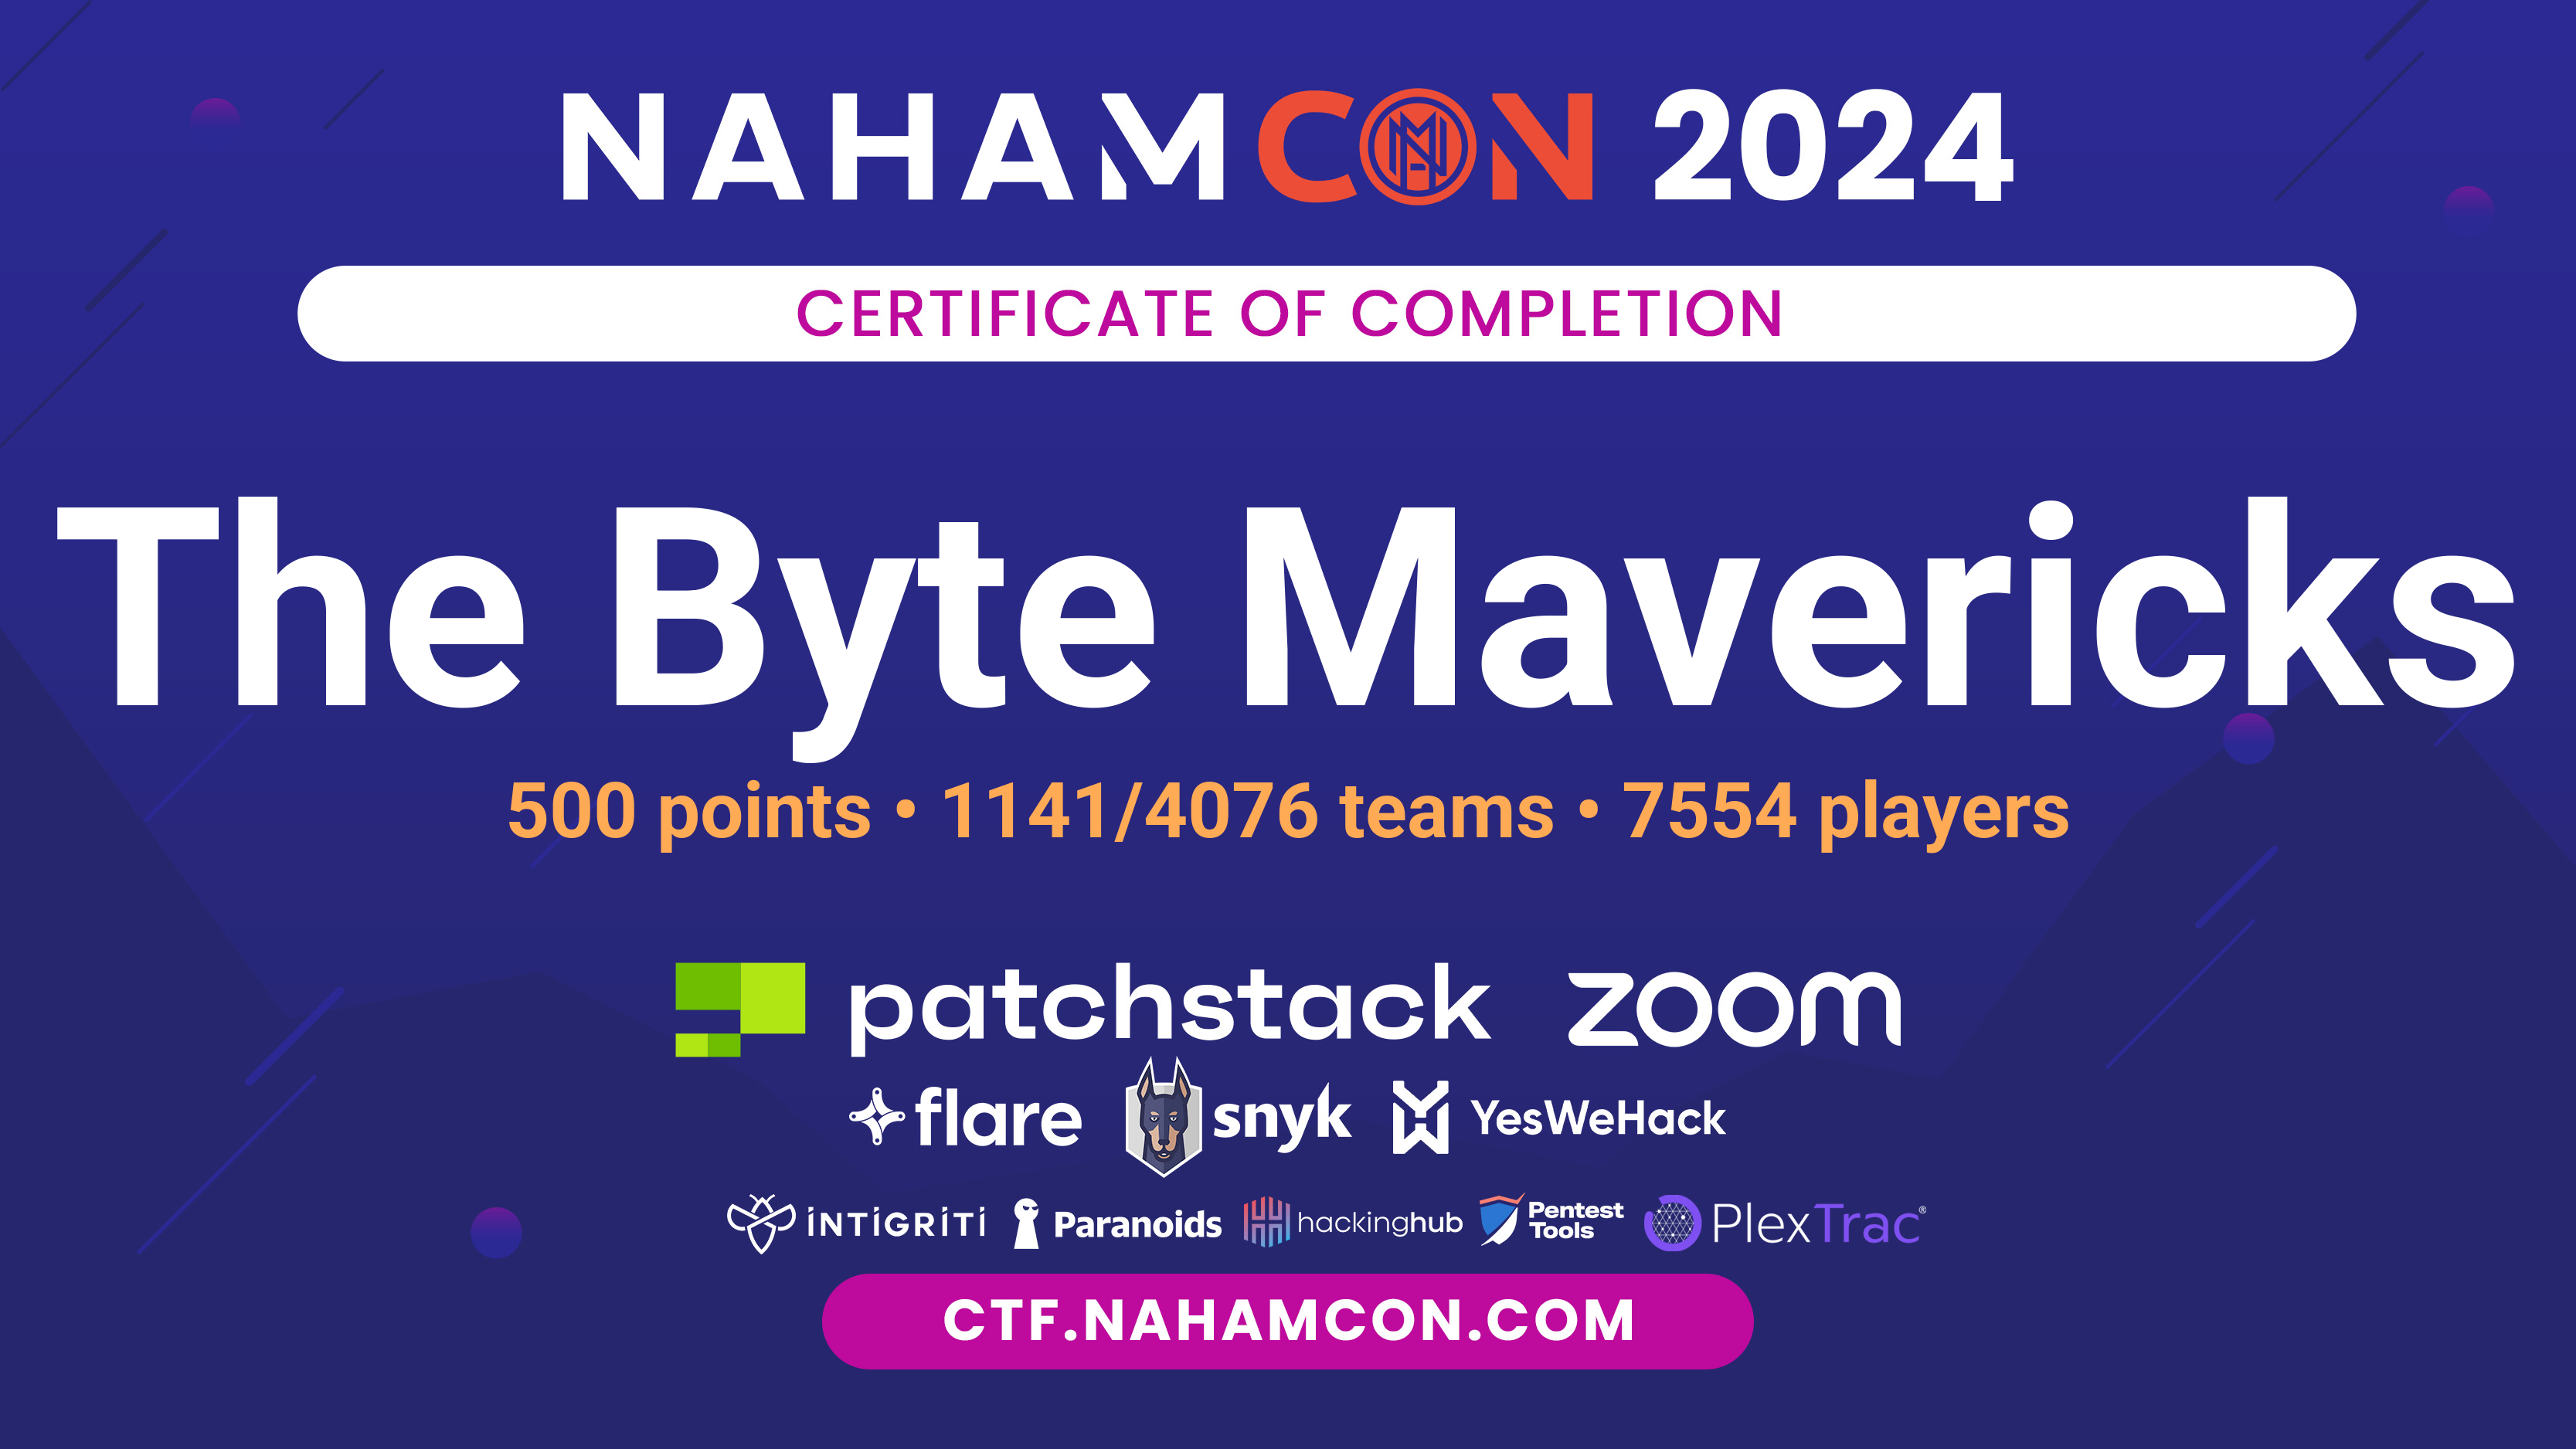 NAHAMCON 2024
CERTIFICATE OF COMPLETION
The Byte Mavericks
500 points • 1141/4076 teams • 7554 players
patchstack zoom
flare snyk YesWeHack
INTIGRITI Paranoids hackinghub Pentest Tools PlexTrac®
CTF.NAHAMCON.COM